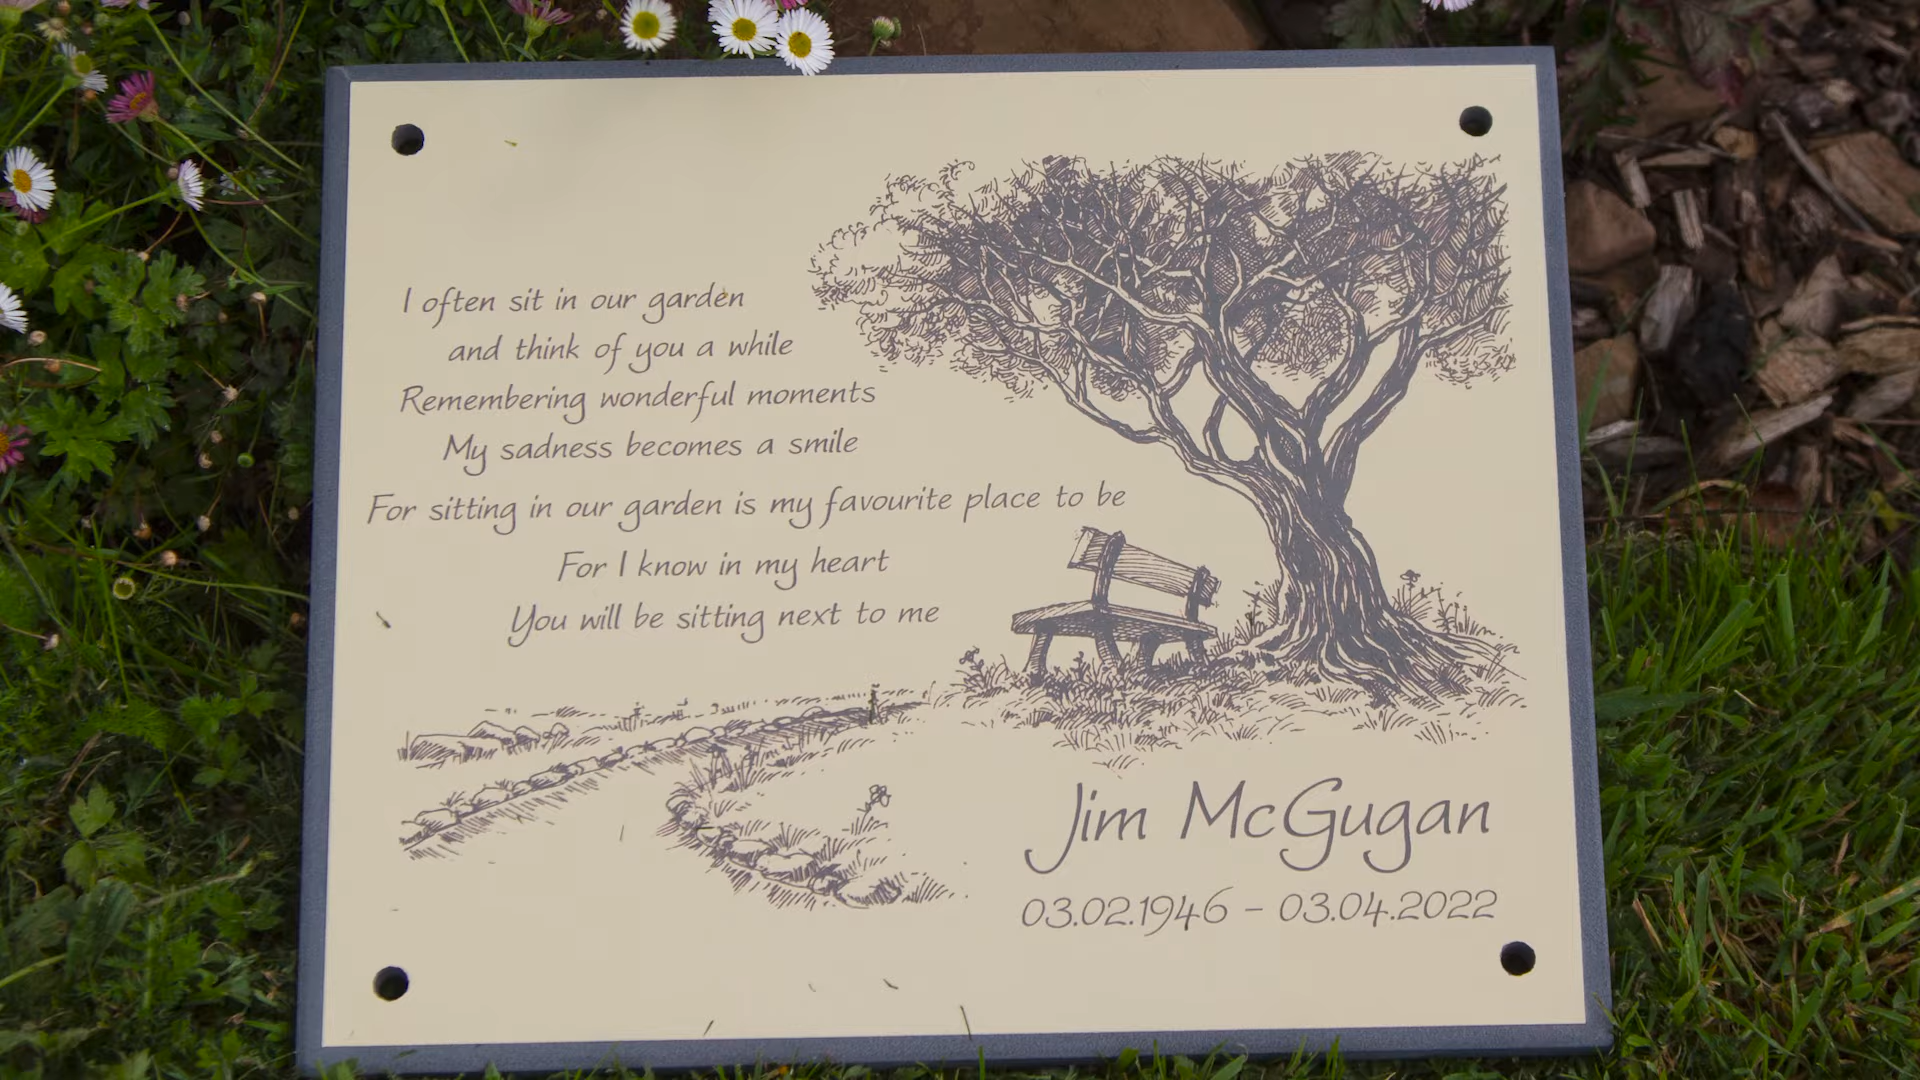 I often sit in our garden
and think of you a while
Remembering wonderful moments
My sadness becomes a smile
For sitting in our garden is my favourite place to be
For I know in my heart
You will be sitting next to me
Jim McGugan
03.02.1946 - 03.04.2022